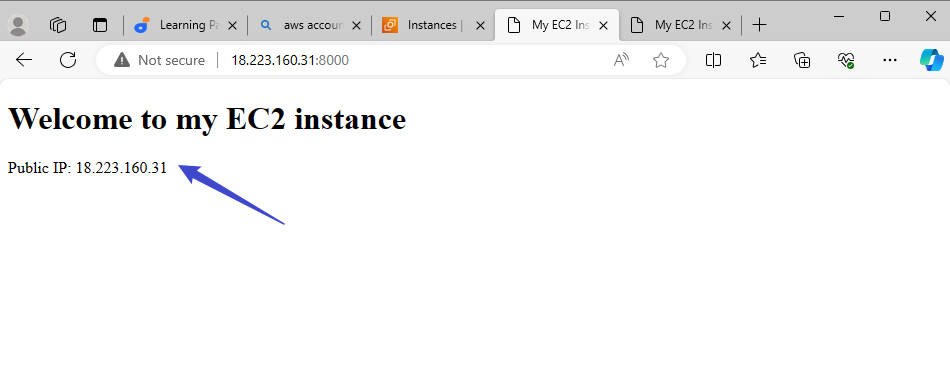 Learning Pa
aws accoun
Instances |
My EC2 Ins
My EC2 Ins
Not secure
18.223.160.31:8000
Welcome to my EC2 instance
Public IP: 18.223.160.31